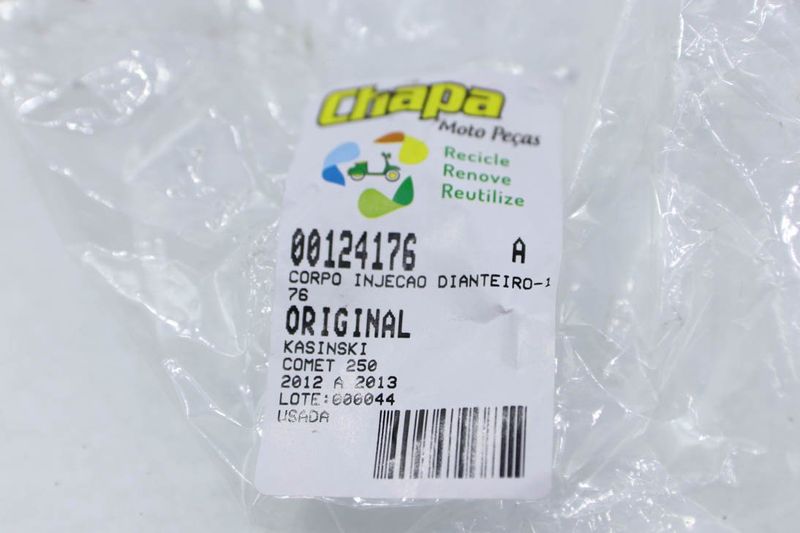 Chapa
Moto Peças
Recicle
Renove
Reutilize
00124176 A
CORPO INJECAO DIANTEIRO-1
76
ORIGINAL
KASINSKI
COMET 250
2012 A 2013
LOTE:000044
USADA